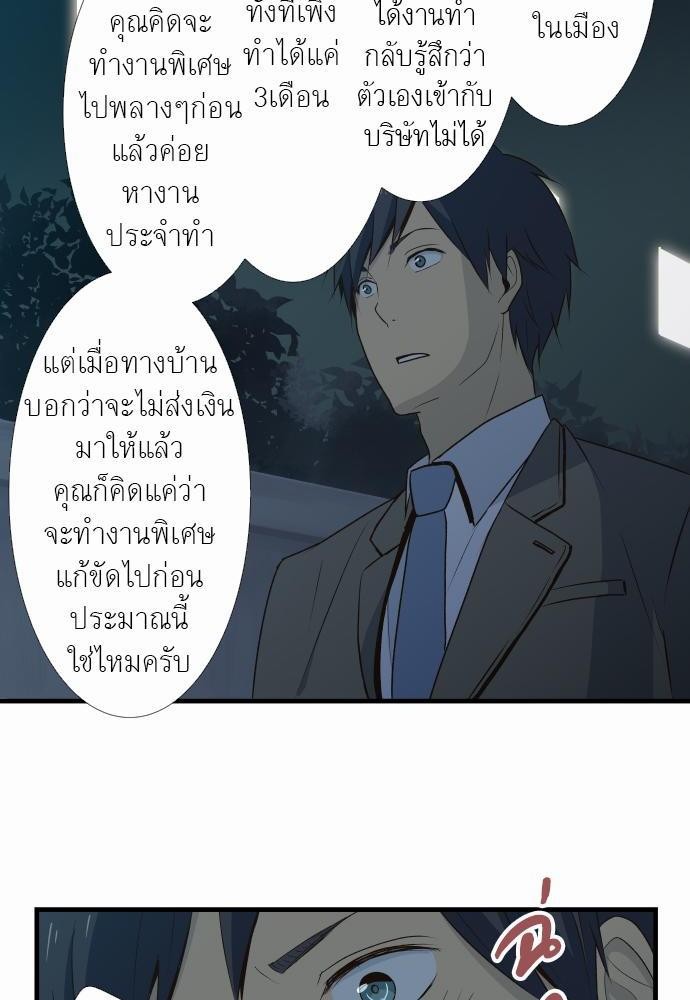 ในเมือง
ได้งานทำ
กลับรู้สึกว่า
ตัวเองเข้ากับ
บริษัทไม่ได้
ทั้งที่เพิ่ง
ทำได้แค่
3เดือน
คุณคิดจะ
ทำงานพิเศษ
ไปพลางๆก่อน
แล้วค่อย
หางาน
ประจำทำ
แต่เมื่อทางบ้าน
บอกว่าจะไม่ส่งเงิน
มาให้แล้ว
คุณก็คิดแค่ว่า
จะทำงานพิเศษ
แก้ขัดไปก่อน
ประมาณนี้
ใช่ไหมครับ